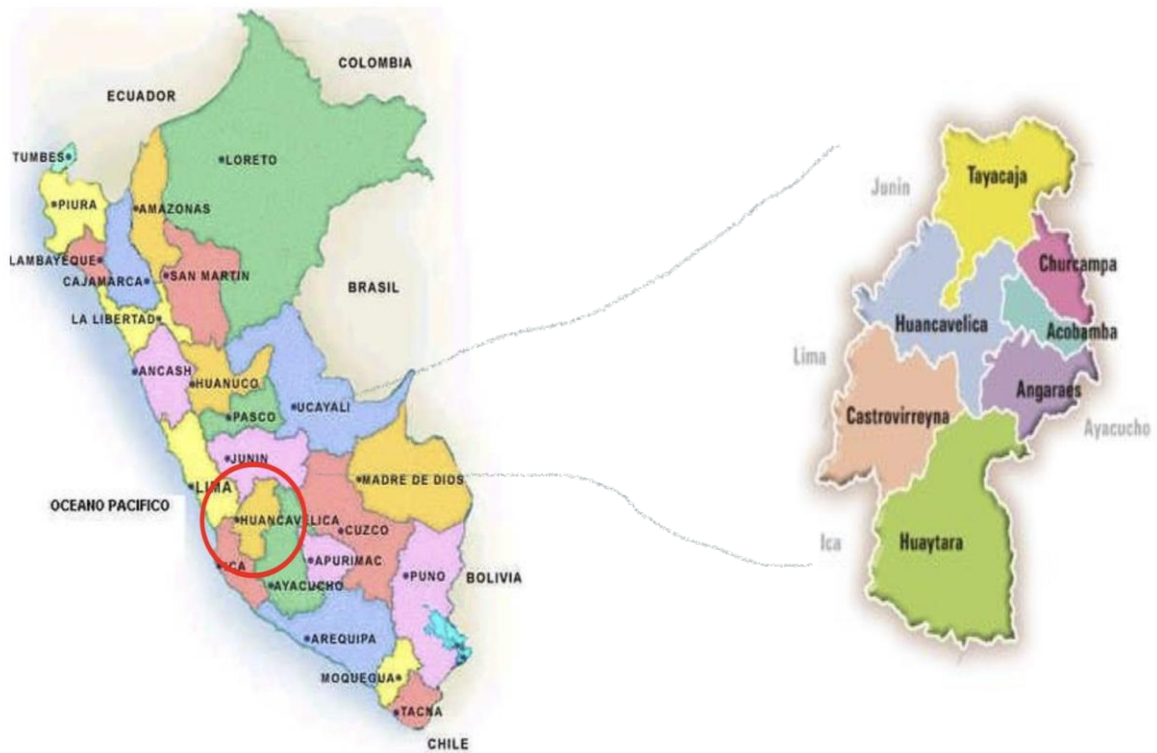 COLOMBIA
ECUADOR
TUMBES
LORETO
PIURA
AMAZONAS
LAMBAYEQUE
SAN MARTIN
CAJAMARCA
BRASIL
LA LIBERTAD
ANCASH
HUANUCO
UCAYALI
PASCO
JUNIN
MADRE DE DIOS
LIMA
OCEANO PACIFICO
HUANCAVELICA
CUZCO
ICA
APURIMAC
PUNO
BOLIVIA
AYACUCHO
AREQUIPA
MOQUEGUA
TACNA
CHILE
Tayacaja
Junin
Churcampa
Huancavelica
Acobamba
Lima
Angaraes
Castrovirreyna
Ayacucho
Ica
Huaytara